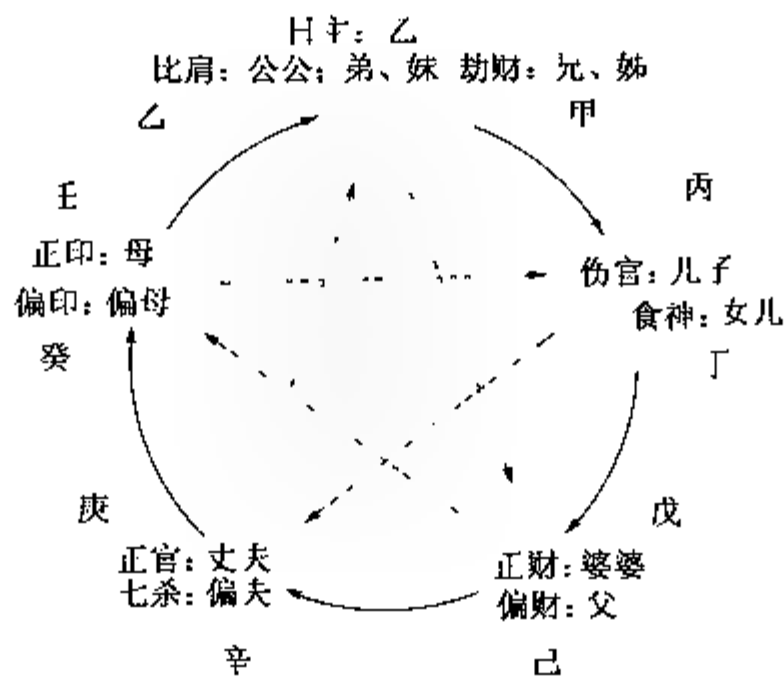 日干：乙
比肩：公公；弟、妹 劫财：兄、姊
乙
甲
壬
丙
正印：母
偏印：偏母
伤官：儿子
食神：女儿
癸
丁
庚
戊
正官：丈夫
七杀：偏夫
正财：婆婆
偏财：父
辛
己